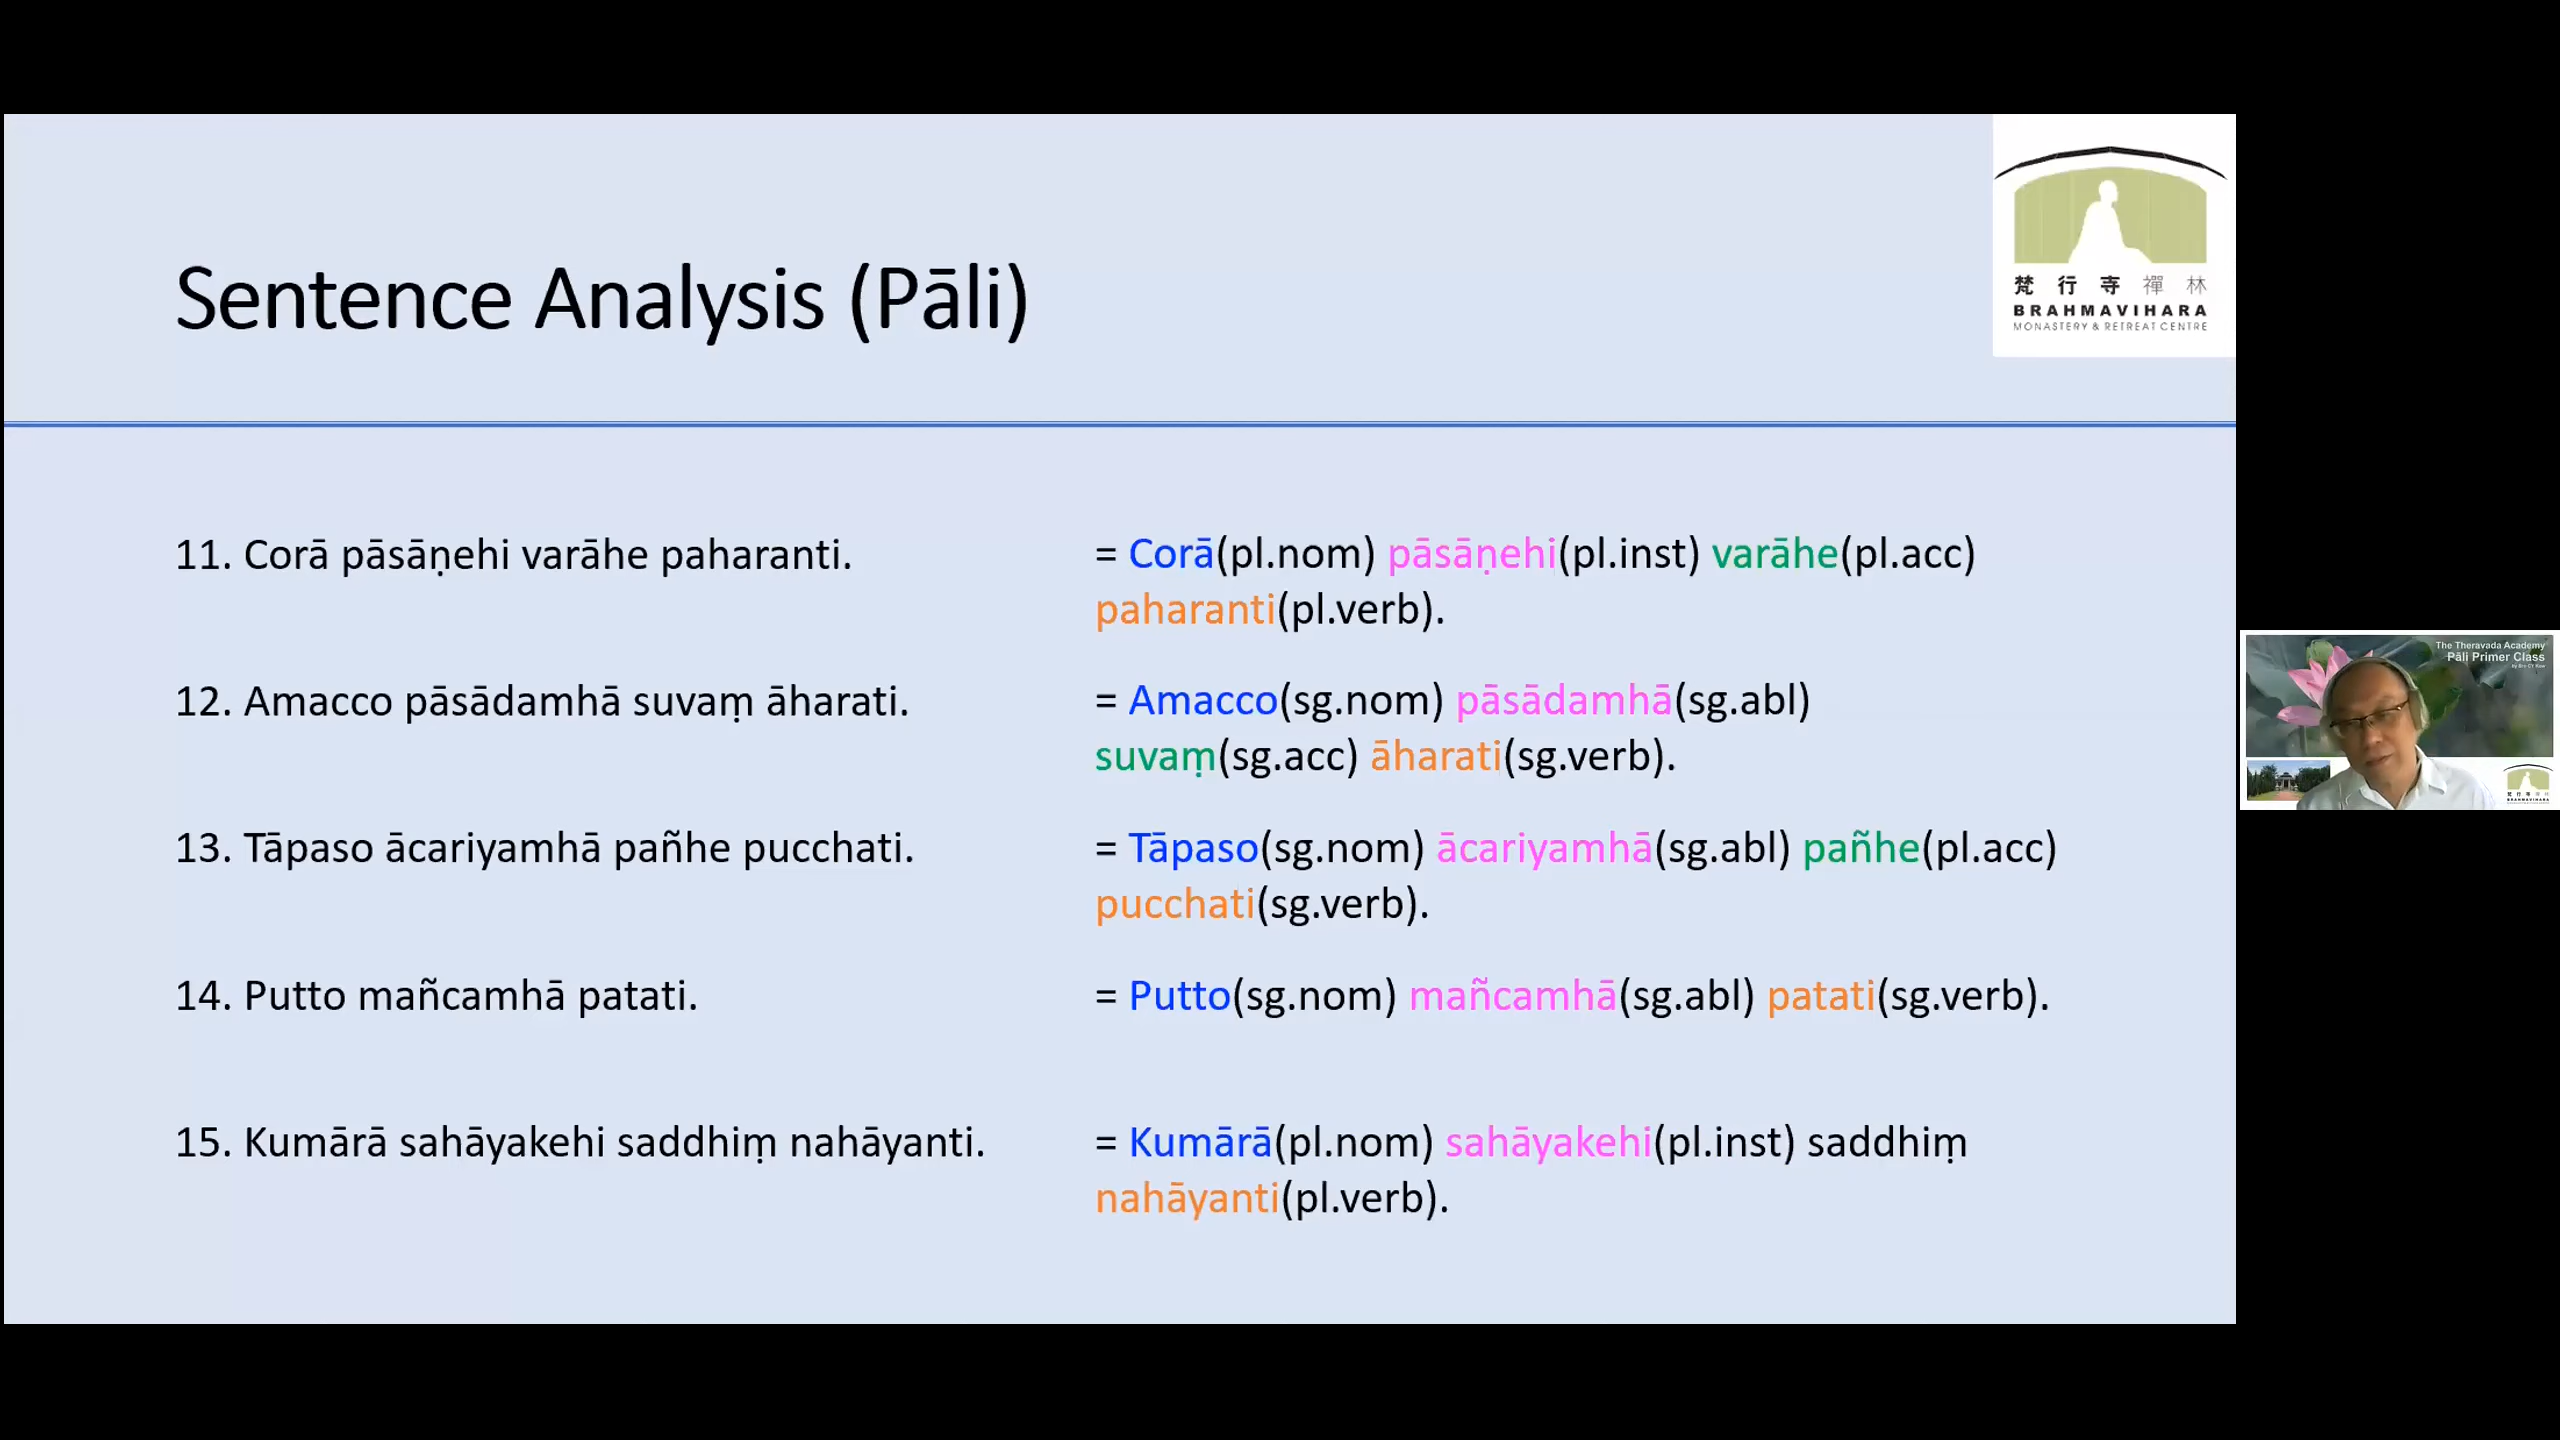 梵行寺禪林
BRAHMAVIHARA
MONASTERY & RETREAT CENTRE
Sentence Analysis (Pāli)
11. Corā pāsāṇehi varāhe paharanti.
= Corā(pl.nom) pāsāṇehi(pl.inst) varāhe(pl.acc)
paharanti(pl.verb).
12. Amacco pāsādamhā suvaṃ āharati.
= Amacco(sg.nom) pāsādamhā(sg.abl)
suvaṃ(sg.acc) āharati(sg.verb).
13. Tāpaso ācariyamhā pañhe pucchati.
= Tāpaso(sg.nom) ācariyamhā(sg.abl) pañhe(pl.acc)
pucchati(sg.verb).
14. Putto mañcamhā patati.
= Putto(sg.nom) mañcamhā(sg.abl) patati(sg.verb).
15. Kumārā sahāyakehi saddhiṃ nahāyanti.
= Kumārā(pl.nom) sahāyakehi(pl.inst) saddhiṃ
nahāyanti(pl.verb).
The Theravada Academy
Pāli Primer Class